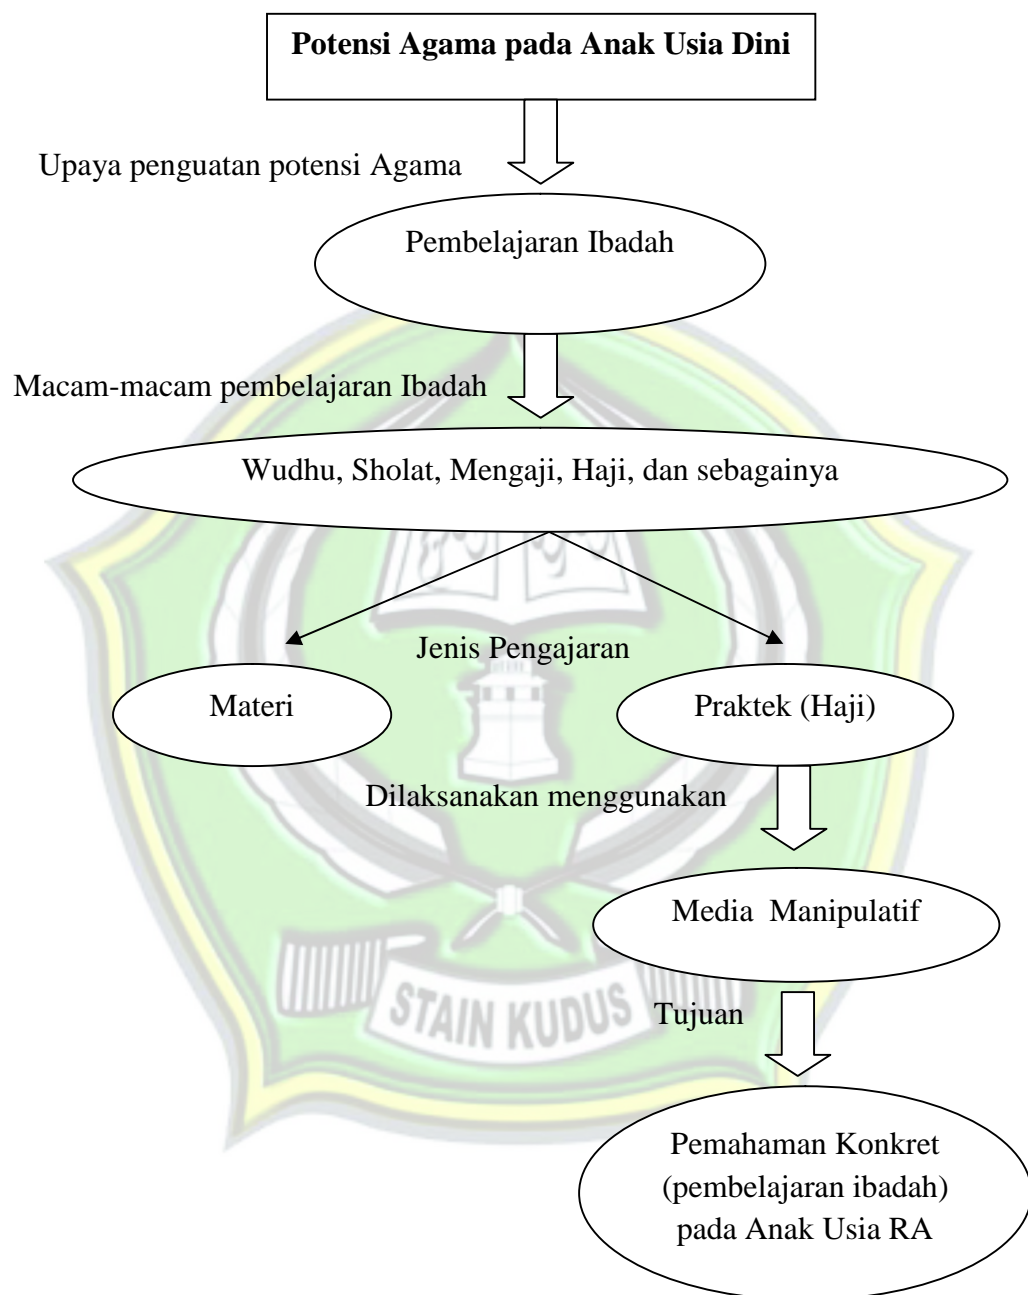 Potensi Agama pada Anak Usia Dini
Upaya penguatan potensi Agama
Pembelajaran Ibadah
Macam-macam pembelajaran Ibadah
Wudhu, Sholat, Mengaji, Haji, dan sebagainya
Jenis Pengajaran
Materi
Praktek (Haji)
Dilaksanakan menggunakan
Media  Manipulatif
STAIN KUDUS
Tujuan
Pemahaman Konkret
(pembelajaran ibadah)
pada Anak Usia RA